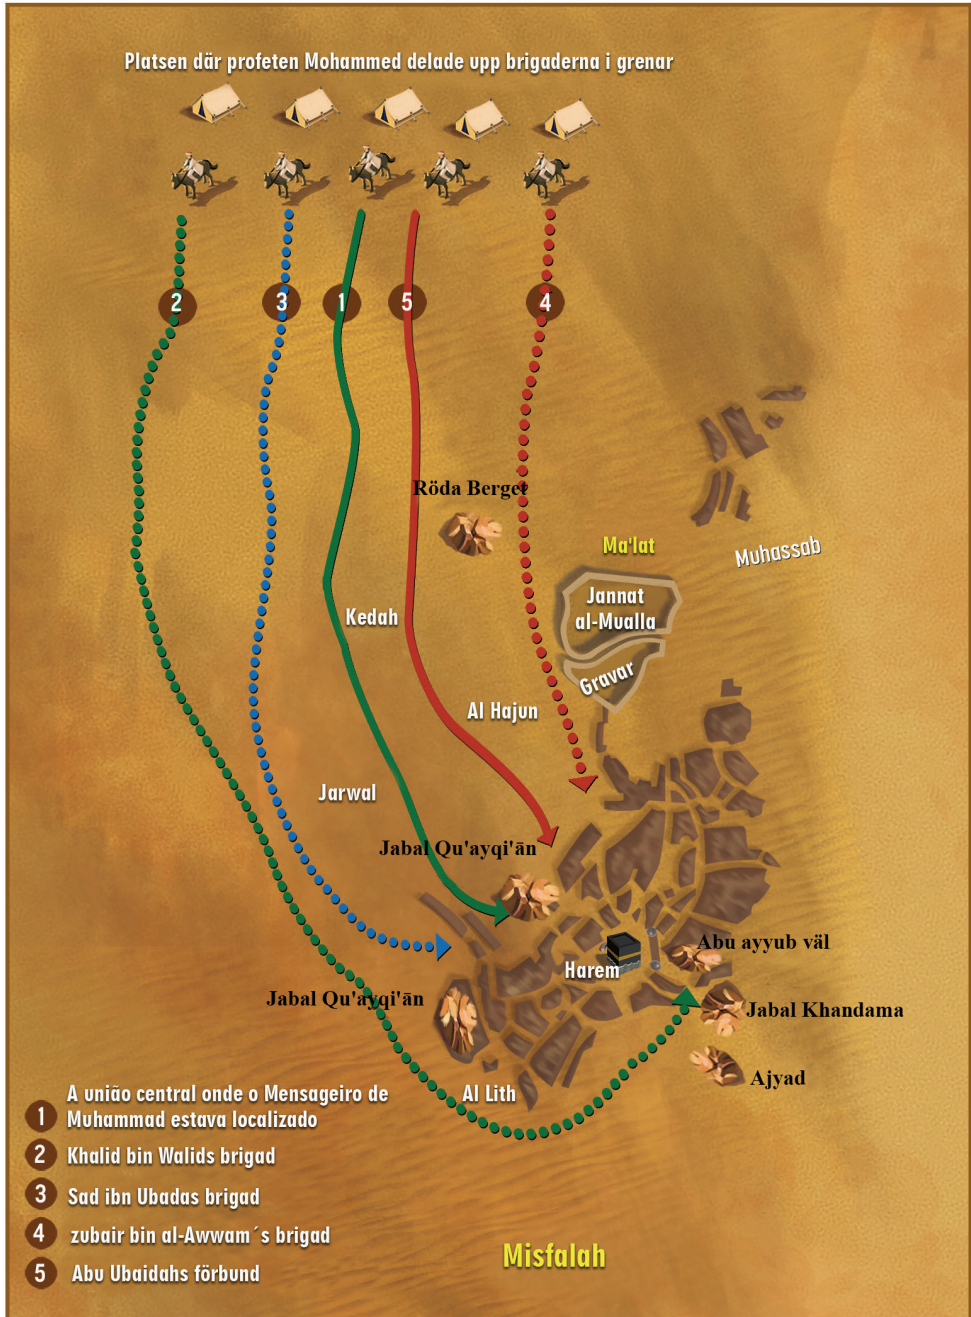 Platsen där profeten Mohammed delade upp brigaderna i grenar
2
3
1
5
4
Röda Berget
Ma'lat
Muhassab
Jannat
al-Mualla
Kedah
Gravar
Al Hajun
Jarwal
Jabal Qu'ayqi'ān
Abu ayyub väl
Harem
Jabal Qu'ayqi'ān
Jabal Khandama
Ajyad
Al Lith
1 A união central onde o Mensageiro de
Muhammad estava localizado
2 Khalid bin Walids brigad
3 Sad ibn Ubadas brigad
4 zubair bin al-Awwam´s brigad
5 Abu Ubaidahs förbund
Misfalah